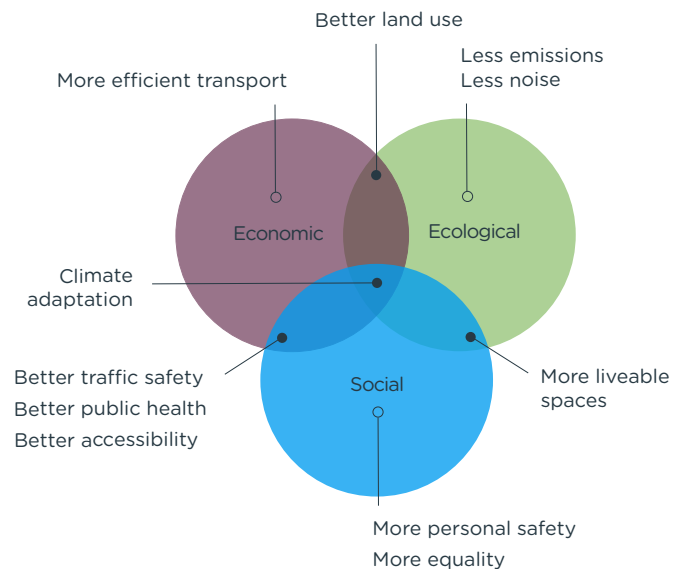 Better land use
Less emissions
Less noise
More efficient transport
Economic
Ecological
Climate
adaptation
Better traffic safety
Better public health
Better accessibility
Social
More liveable
spaces
More personal safety
More equality